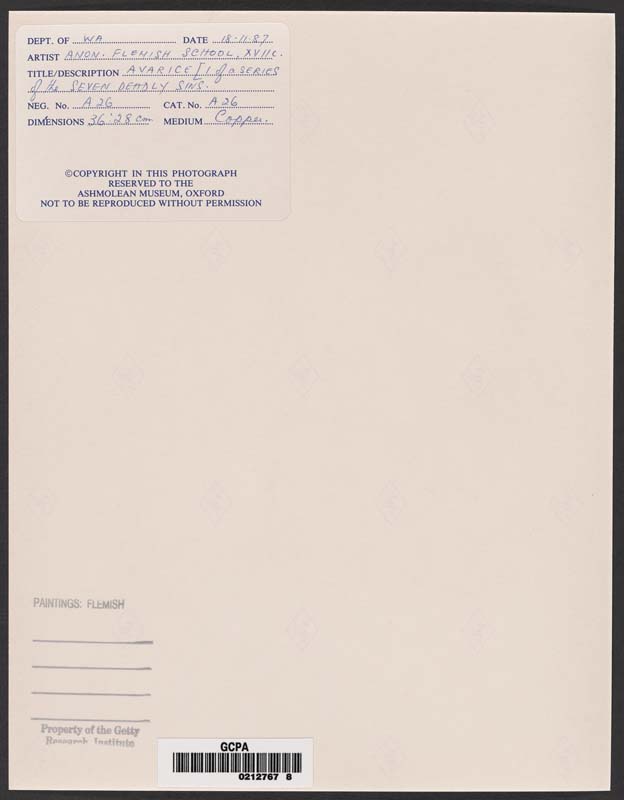 DEPT. OF WA DATE 18-11-87
ARTIST ANON. FLEMISH SCHOOL, XVIIc.
TITLE/DESCRIPTION AVARICE [1 of a SERIES
of the SEVEN DEADLY SINS.
NEG. No. A 26 CAT. No. A 26
DIMENSIONS 36 * 28 cm MEDIUM Copper.
©COPYRIGHT IN THIS PHOTOGRAPH
RESERVED TO THE
ASHMOLEAN MUSEUM, OXFORD
NOT TO BE REPRODUCED WITHOUT PERMISSION
PAINTINGS: FLEMISH
Property of the Getty
Research Institute
GCPA
0212767 8